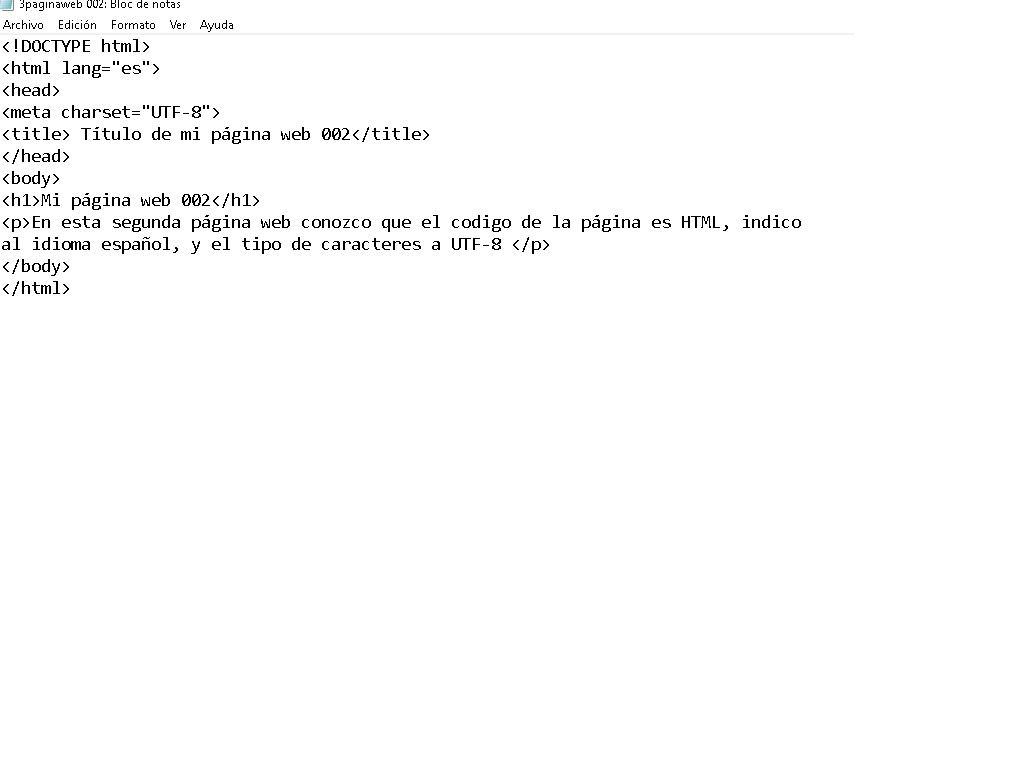 3paginaweb 002: Bloc de notas
Archivo Edición Formato Ver Ayuda
<!DOCTYPE html>
<html lang="es">
<head>
<meta charset="UTF-8">
<title> Título de mi página web 002</title>
</head>
<body>
<h1>Mi página web 002</h1>
<p>En esta segunda página web conozco que el codigo de la página es HTML, indico
al idioma español, y el tipo de caracteres a UTF-8 </p>
</body>
</html>